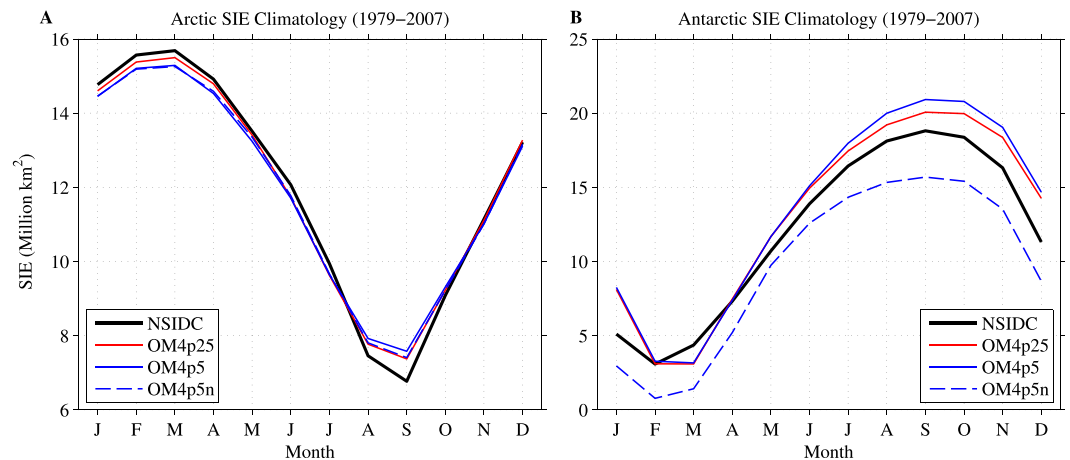 A
Arctic SIE Climatology (1979−2007)
16
14
12
10
8
6
SIE (Million km²)
NSIDC
OM4p25
OM4p5
OM4p5n
J F M A M J J A S O N D
Month
B
Antarctic SIE Climatology (1979−2007)
25
20
15
10
5
0
NSIDC
OM4p25
OM4p5
OM4p5n
J F M A M J J A S O N D
Month